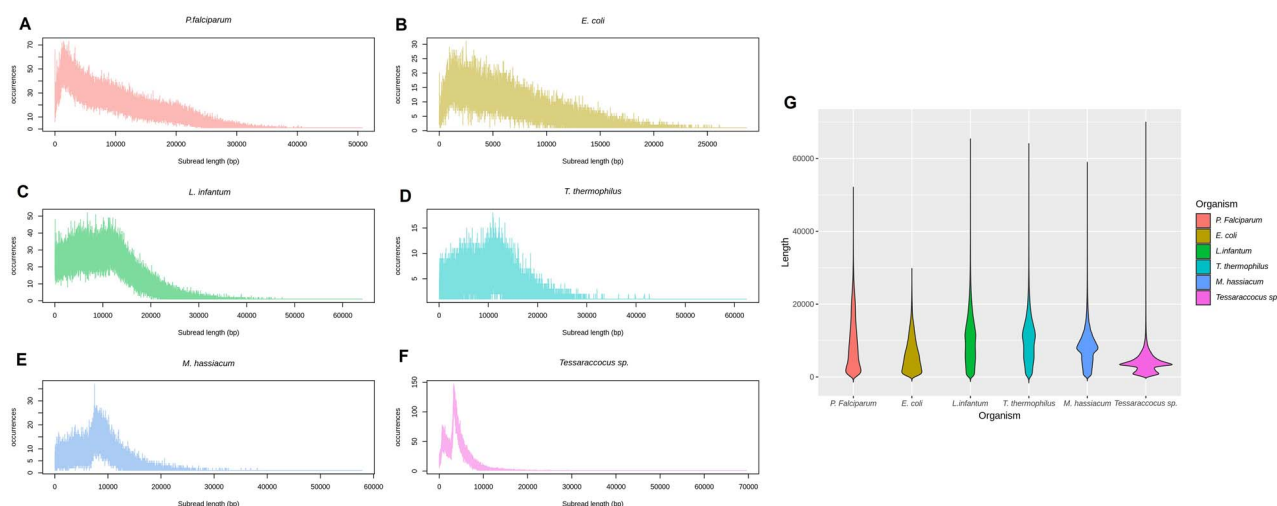 A
P.falciparum
occurrences
70
50
30
10
0
0
10000
20000
30000
40000
50000
Subread length (bp)
B
E. coli
occurrences
30
25
20
15
10
5
0
0
5000
10000
15000
20000
25000
Subread length (bp)
C
L. infantum
occurrences
50
40
30
20
10
0
0
10000
20000
30000
40000
50000
60000
Subread length (bp)
D
T. thermophilus
occurrences
15
10
5
0
10000
20000
30000
40000
50000
60000
Subread length (bp)
E
M. hassiacum
occurrences
30
20
10
5
0
0
10000
20000
30000
40000
50000
60000
Subread length (bp)
F
Tessaraccocus sp.
occurrences
150
100
50
0
0
10000
20000
30000
40000
50000
60000
70000
Subread length (bp)
G
Length
60000
40000
20000
0
P. Falciparum
E. coli
L.infantum
T. thermophilus
M. hassiacum
Tessaraccocus sp.
Organism
Organism
P. Falciparum
E. coli
L.infantum
T. thermophilus
M. hassiacum
Tessaraccocus sp